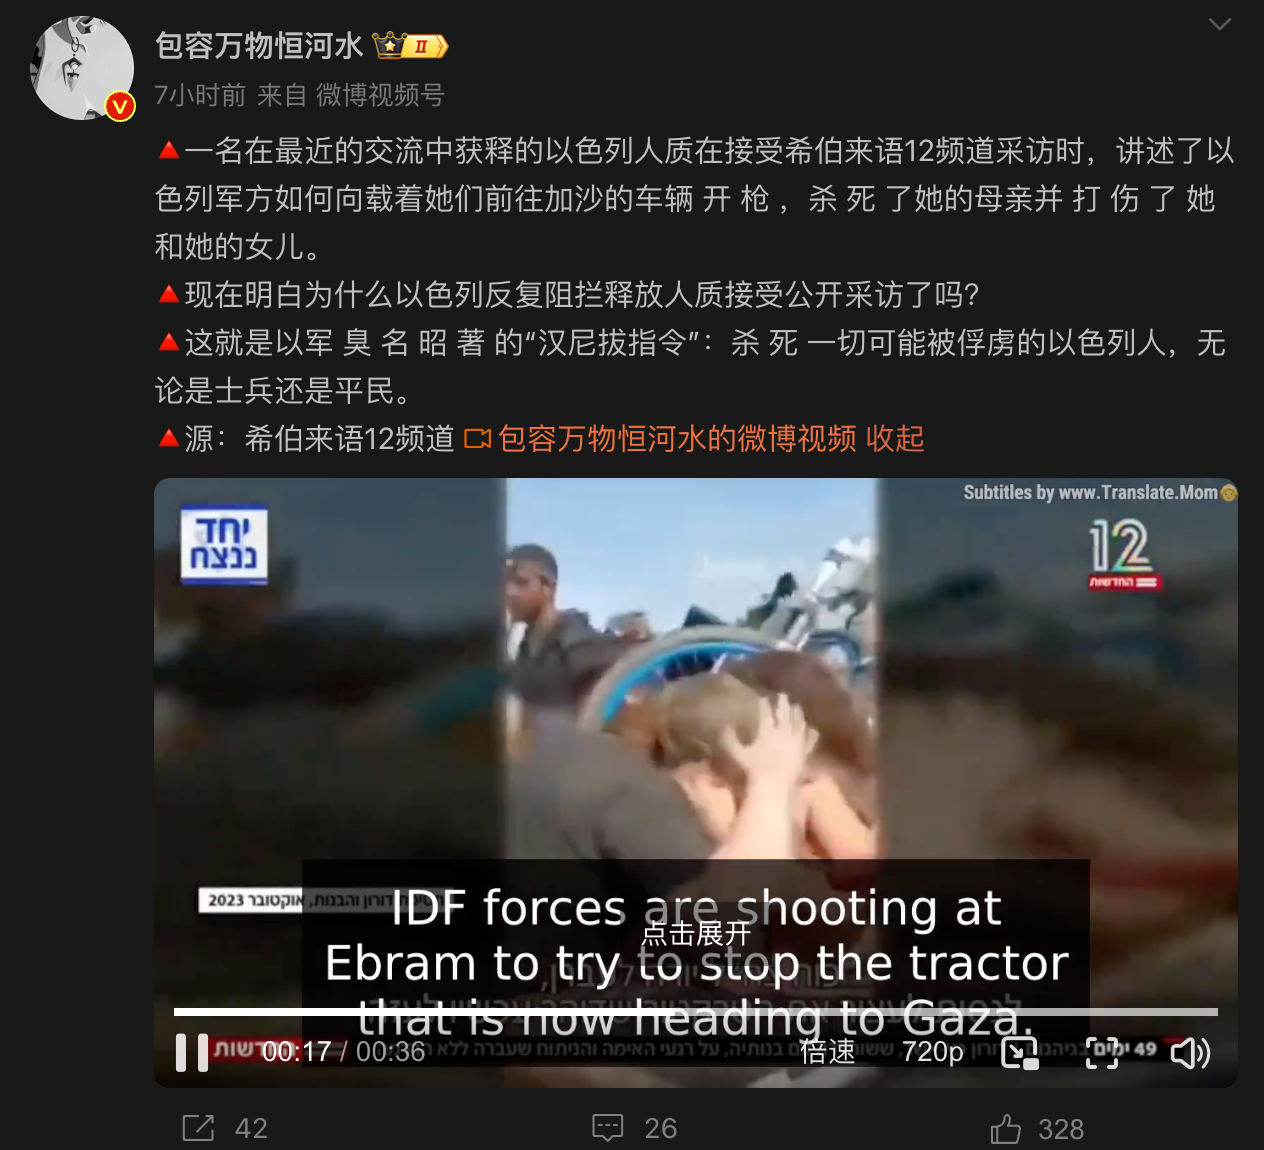 包容万物恒河水 II
7小时前 来自 微博视频号
🔺一名在最近的交流中获释的以色列人质在接受希伯来语12频道采访时，讲述了以
色列军方如何向载着她们前往加沙的车辆 开 枪 ，杀 死 了她的母亲并 打 伤 了 她
和她的女儿。
🔺现在明白为什么以色列反复阻拦释放人质接受公开采访了吗?
🔺这就是以军 臭 名 昭 著 的“汉尼拔指令”：杀 死 一切可能被俘虏的以色列人，无
论是士兵还是平民。
🔺源：希伯来语12频道 包容万物恒河水的微博视频 收起
Subtitles by www.Translate.Mom
יחד
ננצח
12
החדשות
דורון והבנות, אוקטובר 2023
IDF forces are shooting at
点击展开
Ebram to try to stop the tractor
that is now heading to Gaza.
00:17 / 00:36 倍速 720p
49 ימים
42 26 328